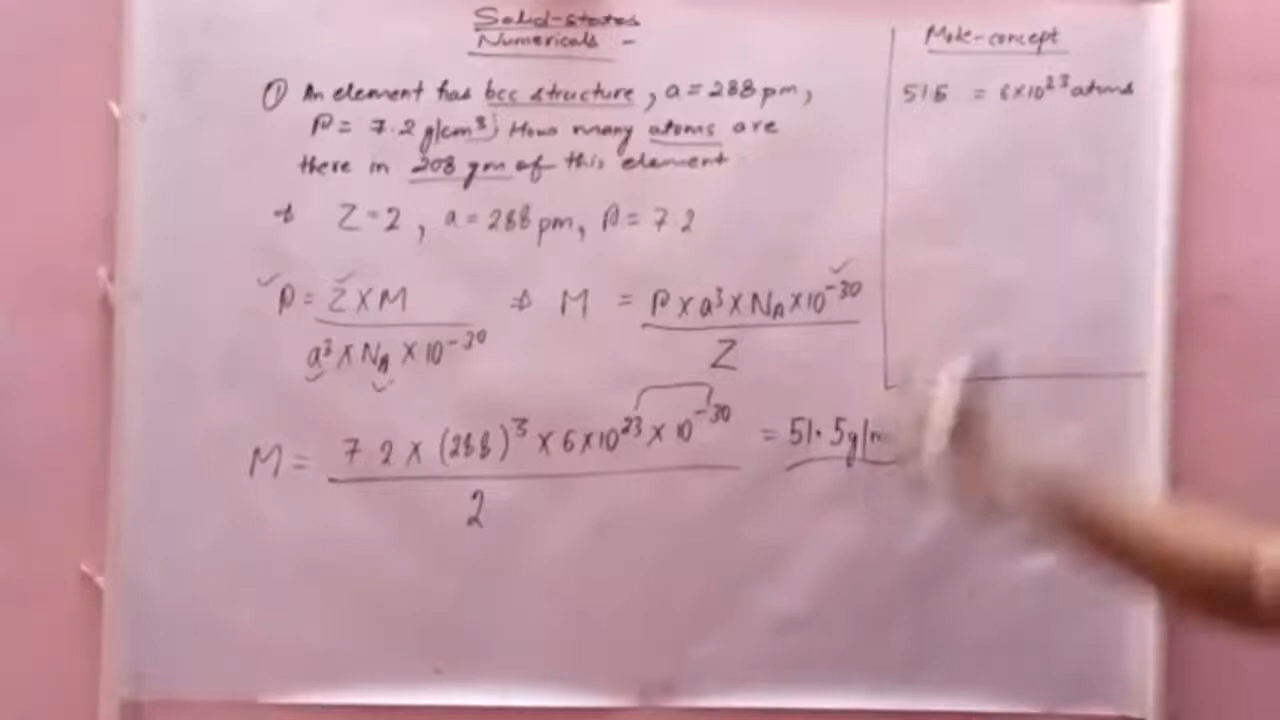 Solid-states
Numericals -
① An element has bcc structure, a = 288 pm,
ρ = 7.2 g/cm³; How many atoms are
there in 208 gm of this element
⇒ Z = 2, a = 288 pm, ρ = 7.2
ρ = Z × M / a³ × N_A × 10⁻³⁰ ⇒ M = ρ × a³ × N_A × 10⁻³⁰ / Z
M = 7.2 × (288)³ × 6 × 10²³ × 10⁻³⁰ / 2 = 51.5 g/m
Mole-concept
51.5 = 6×10²³ atoms